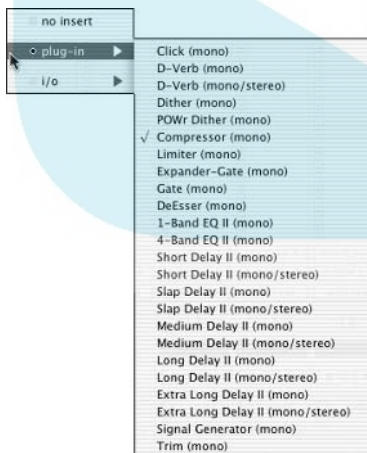 no insert
plug-in
i/o
Click (mono)
D-Verb (mono)
D-Verb (mono/stereo)
Dither (mono)
POWr Dither (mono)
√ Compressor (mono)
Limiter (mono)
Expander-Gate (mono)
Gate (mono)
DeEsser (mono)
1-Band EQ II (mono)
4-Band EQ II (mono)
Short Delay II (mono)
Short Delay II (mono/stereo)
Slap Delay II (mono)
Slap Delay II (mono/stereo)
Medium Delay II (mono)
Medium Delay II (mono/stereo)
Long Delay II (mono)
Long Delay II (mono/stereo)
Extra Long Delay II (mono)
Extra Long Delay II (mono/stereo)
Signal Generator (mono)
Trim (mono)